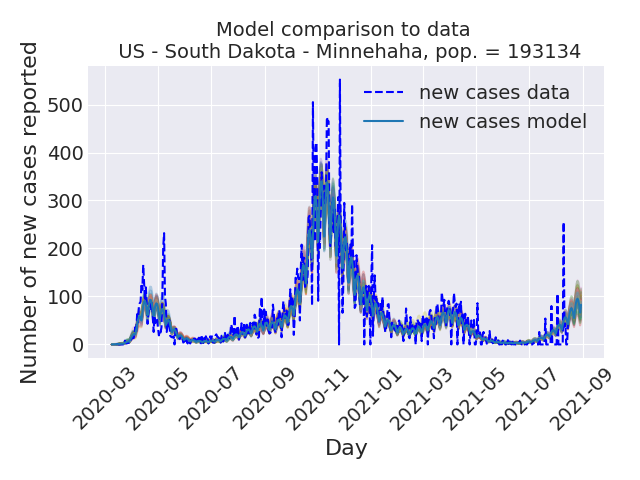 Model comparison to data
US - South Dakota - Minnehaha, pop. = 193134
Number of new cases reported
500
400
300
200
100
0
new cases data
new cases model
2020-03
2020-05
2020-07
2020-09
2020-11
2021-01
2021-03
2021-05
2021-07
2021-09
Day